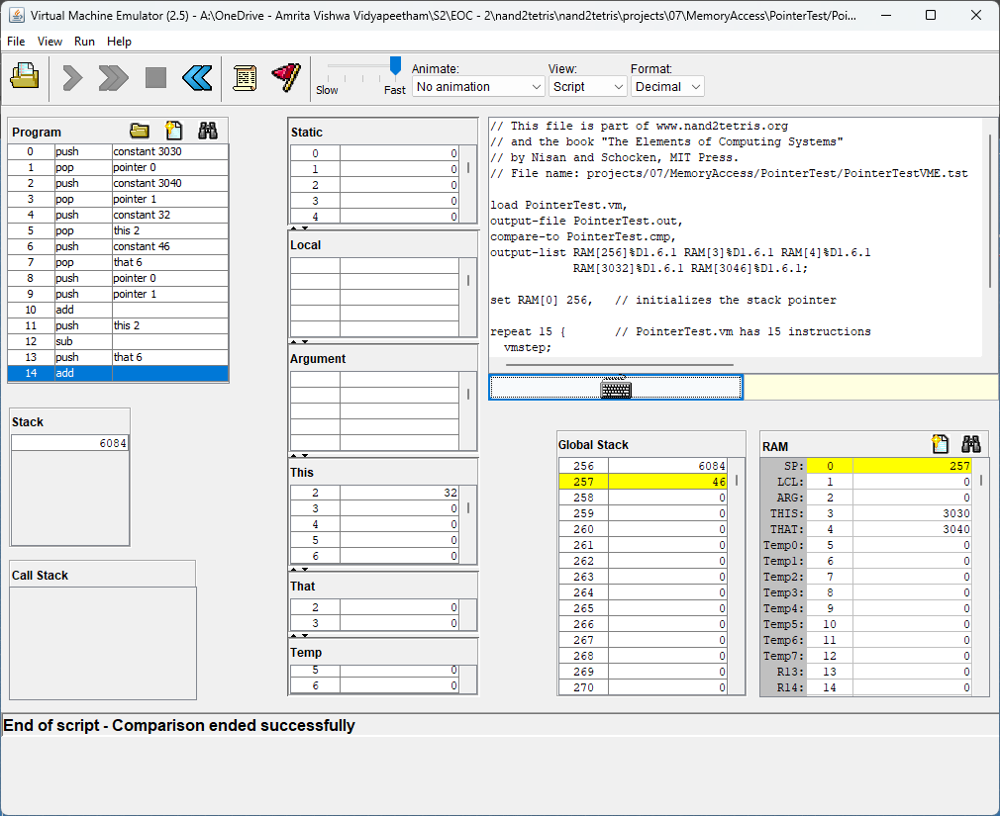 Virtual Machine Emulator (2.5) - A:\OneDrive - Amrita Vishwa Vidyapeetham\S2\EOC - 2\nand2tetris\nand2tetris\projects\07\MemoryAccess\PointerTest/Poi...
File View Run Help
Slow Fast
Animate: View: Format:
No animation Script Decimal
Program
0 push constant 3030
1 pop pointer 0
2 push constant 3040
3 pop pointer 1
4 push constant 32
5 pop this 2
6 push constant 46
7 pop that 6
8 push pointer 0
9 push pointer 1
10 add
11 push this 2
12 sub
13 push that 6
14 add
Stack
6084
Call Stack
Static
0 0
1 0
2 0
3 0
4 0
Local
Argument
This
2 32
3 0
4 0
5 0
6 0
That
2 0
3 0
Temp
5 0
6 0
// This file is part of www.nand2tetris.org
// and the book "The Elements of Computing Systems"
// by Nisan and Schocken, MIT Press.
// File name: projects/07/MemoryAccess/PointerTest/PointerTestVME.tst
load PointerTest.vm,
output-file PointerTest.out,
compare-to PointerTest.cmp,
output-list RAM[256]%D1.6.1 RAM[3]%D1.6.1 RAM[4]%D1.6.1
RAM[3032]%D1.6.1 RAM[3046]%D1.6.1;
set RAM[0] 256,   // initializes the stack pointer
repeat 15 {       // PointerTest.vm has 15 instructions
vmstep;
Global Stack
256 6084
257 46
258 0
259 0
260 0
261 0
262 0
263 0
264 0
265 0
266 0
267 0
268 0
269 0
270 0
RAM
SP: 0 257
LCL: 1 0
ARG: 2 0
THIS: 3 3030
THAT: 4 3040
Temp0: 5 0
Temp1: 6 0
Temp2: 7 0
Temp3: 8 0
Temp4: 9 0
Temp5: 10 0
Temp6: 11 0
Temp7: 12 0
R13: 13 0
R14: 14 0
End of script - Comparison ended successfully